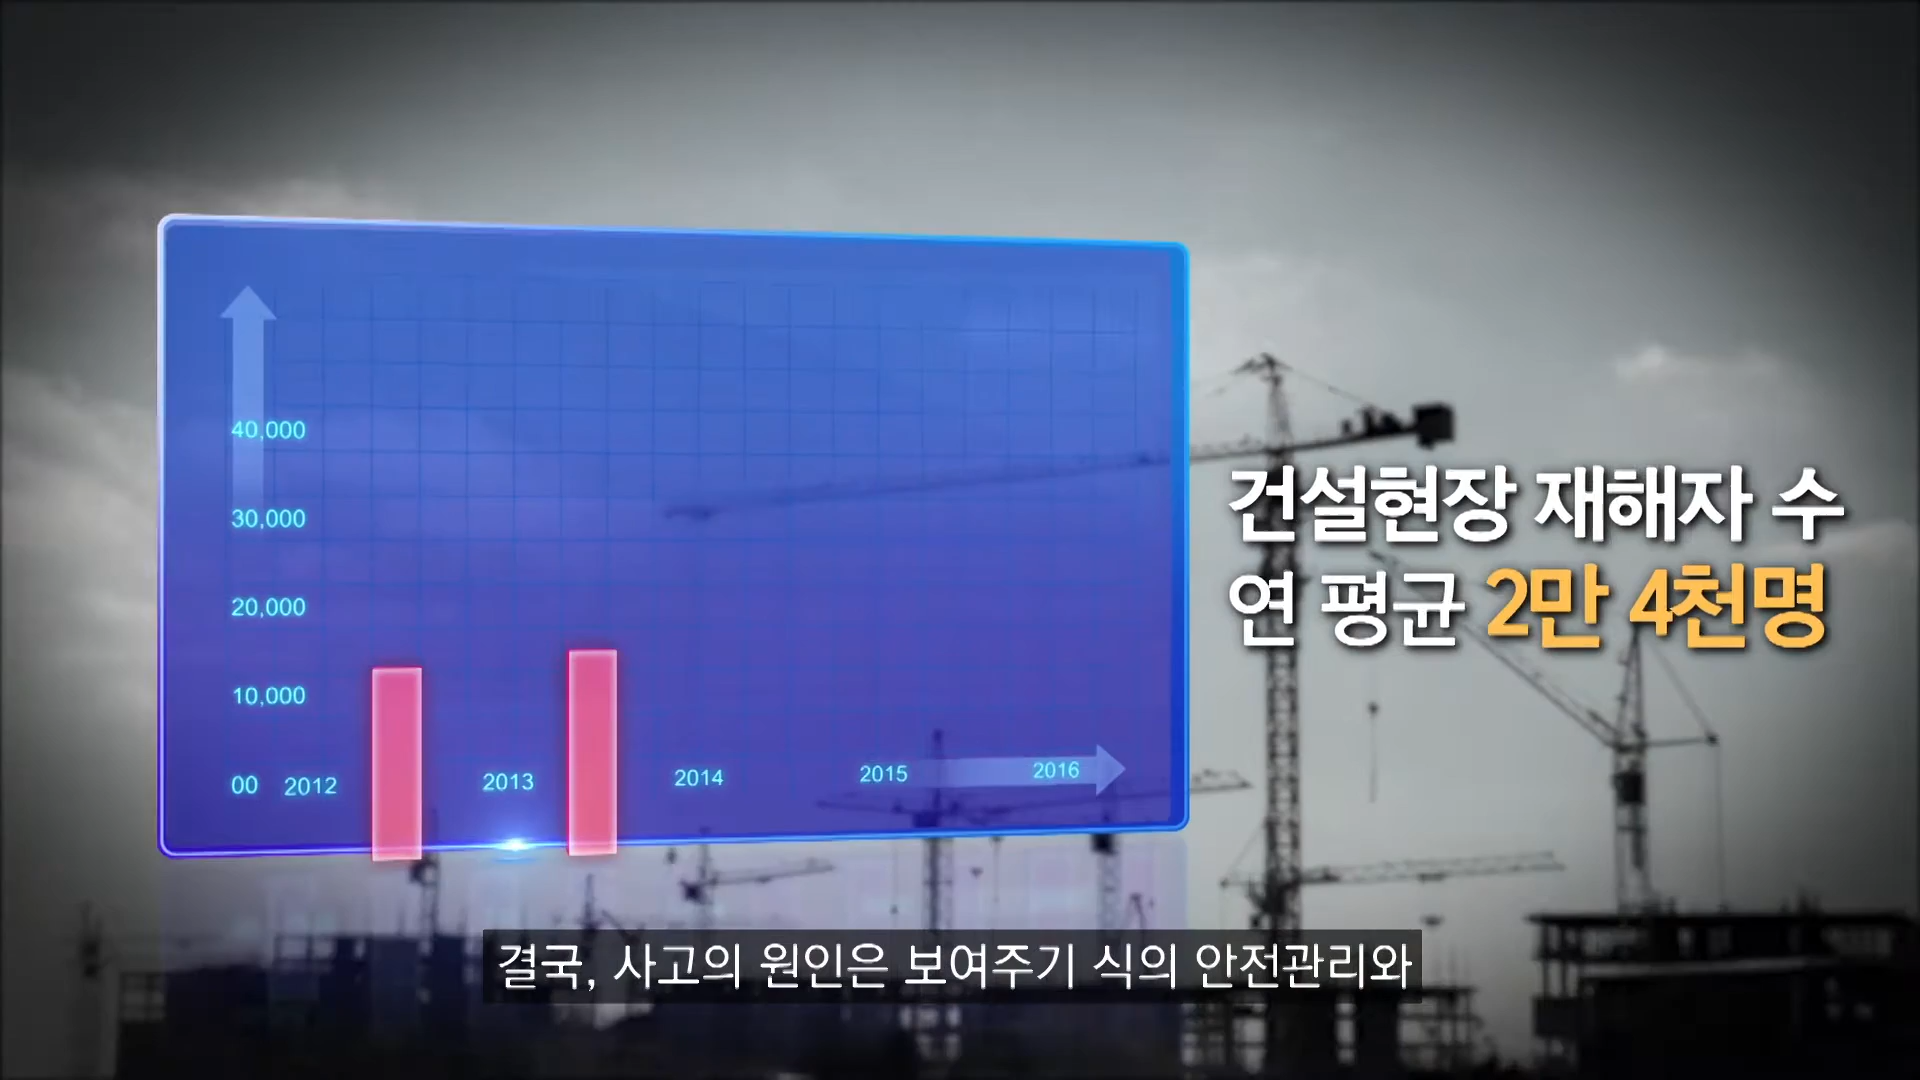 40,000
30,000
20,000
10,000
00 2012 2013 2014 2015 2016
건설현장 재해자 수
연 평균 2만 4천명
결국, 사고의 원인은 보여주기 식의 안전관리와